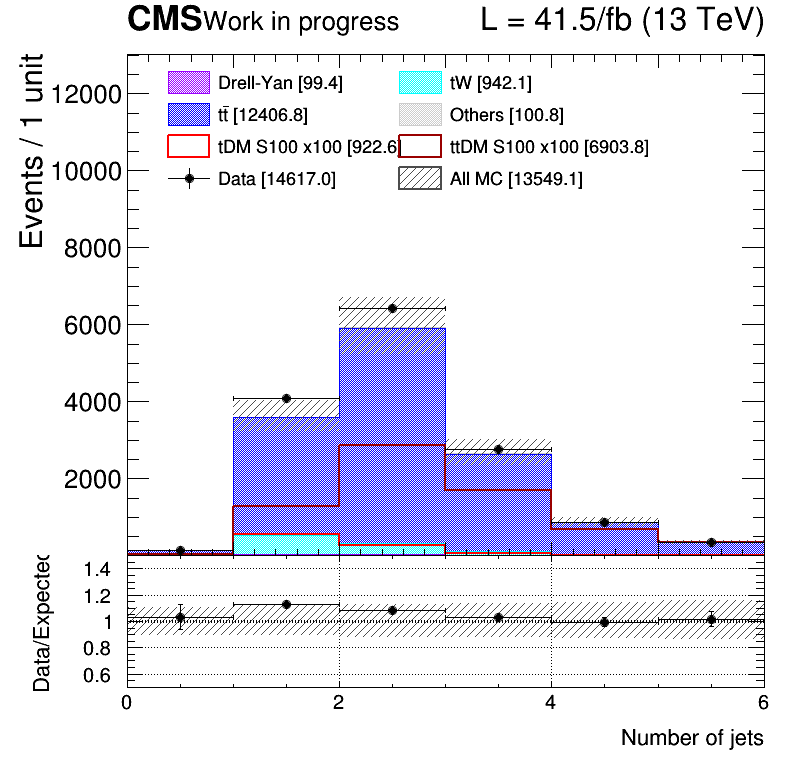 CMS Work in progress L = 41.5/fb (13 TeV)
Events / 1 unit
Drell-Yan [99.4] tW [942.1]
tt̄ [12406.8] Others [100.8]
tDM S100 x100 [922.6] ttDM S100 x100 [6903.8]
Data [14617.0] All MC [13549.1]
12000
10000
8000
6000
4000
2000
Data/Expected
1.4
1.2
1
0.8
0.6
0 2 4 6
Number of jets